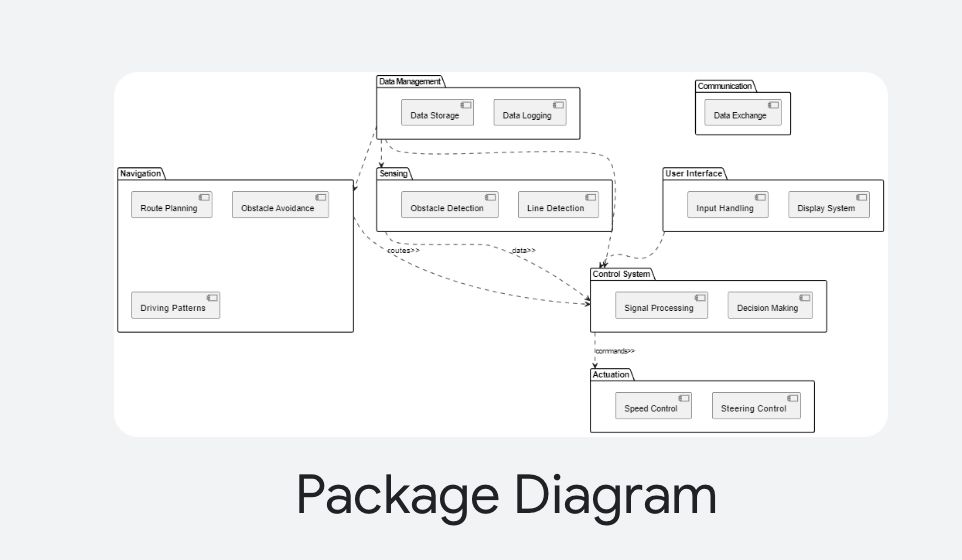 Data Management
Data Storage
Data Logging
Communication
Data Exchange
Navigation
Route Planning
Obstacle Avoidance
Driving Patterns
Sensing
Obstacle Detection
Line Detection
User Interface
Input Handling
Display System
routes>>
data>>
Control System
Signal Processing
Decision Making
commands>>
Actuation
Speed Control
Steering Control
Package Diagram